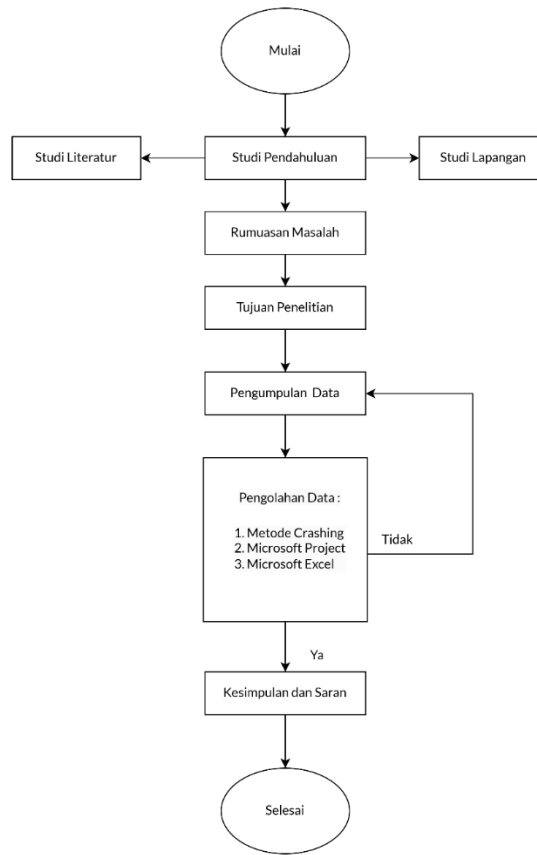 Mulai
Studi Literatur
Studi Pendahuluan
Studi Lapangan
Rumuasan Masalah
Tujuan Penelitian
Pengumpulan Data
Pengolahan Data :
1. Metode Crashing
2. Microsoft Project
3. Microsoft Excel
Tidak
Ya
Kesimpulan dan Saran
Selesai